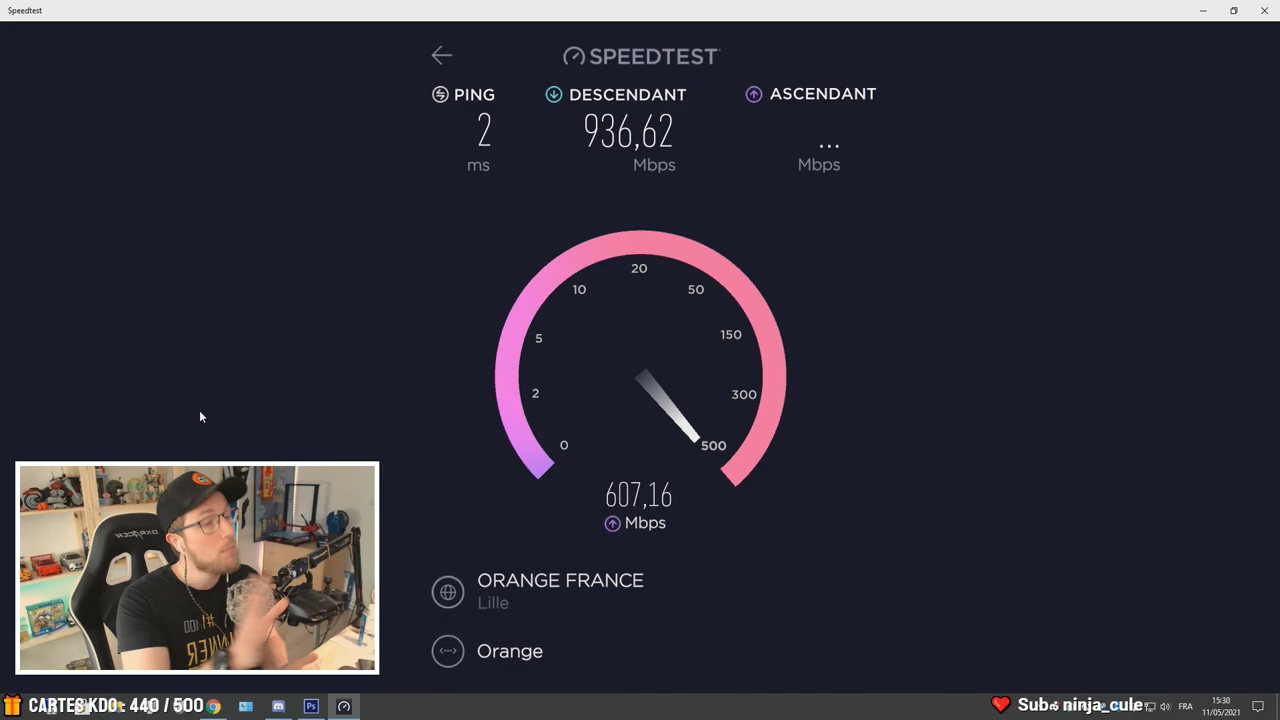 Speedtest
SPEEDTEST
PING
DESCENDANT
ASCENDANT
2
936,62
...
ms
Mbps
Mbps
20
10
50
5
150
2
300
0
500
607,16
Mbps
ORANGE FRANCE
Lille
Orange
CARTES KDO : 440 / 500
Sub : ninja_cule
FRA
15:30
11/05/2021